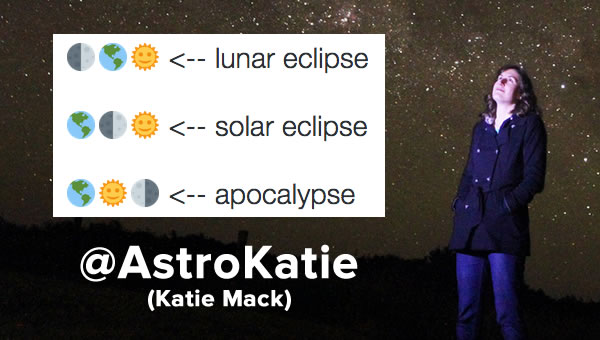 🌓🌎🌞 <-- lunar eclipse
🌎🌓🌞 <-- solar eclipse
🌎🌞🌓 <-- apocalypse
@AstroKatie
(Katie Mack)